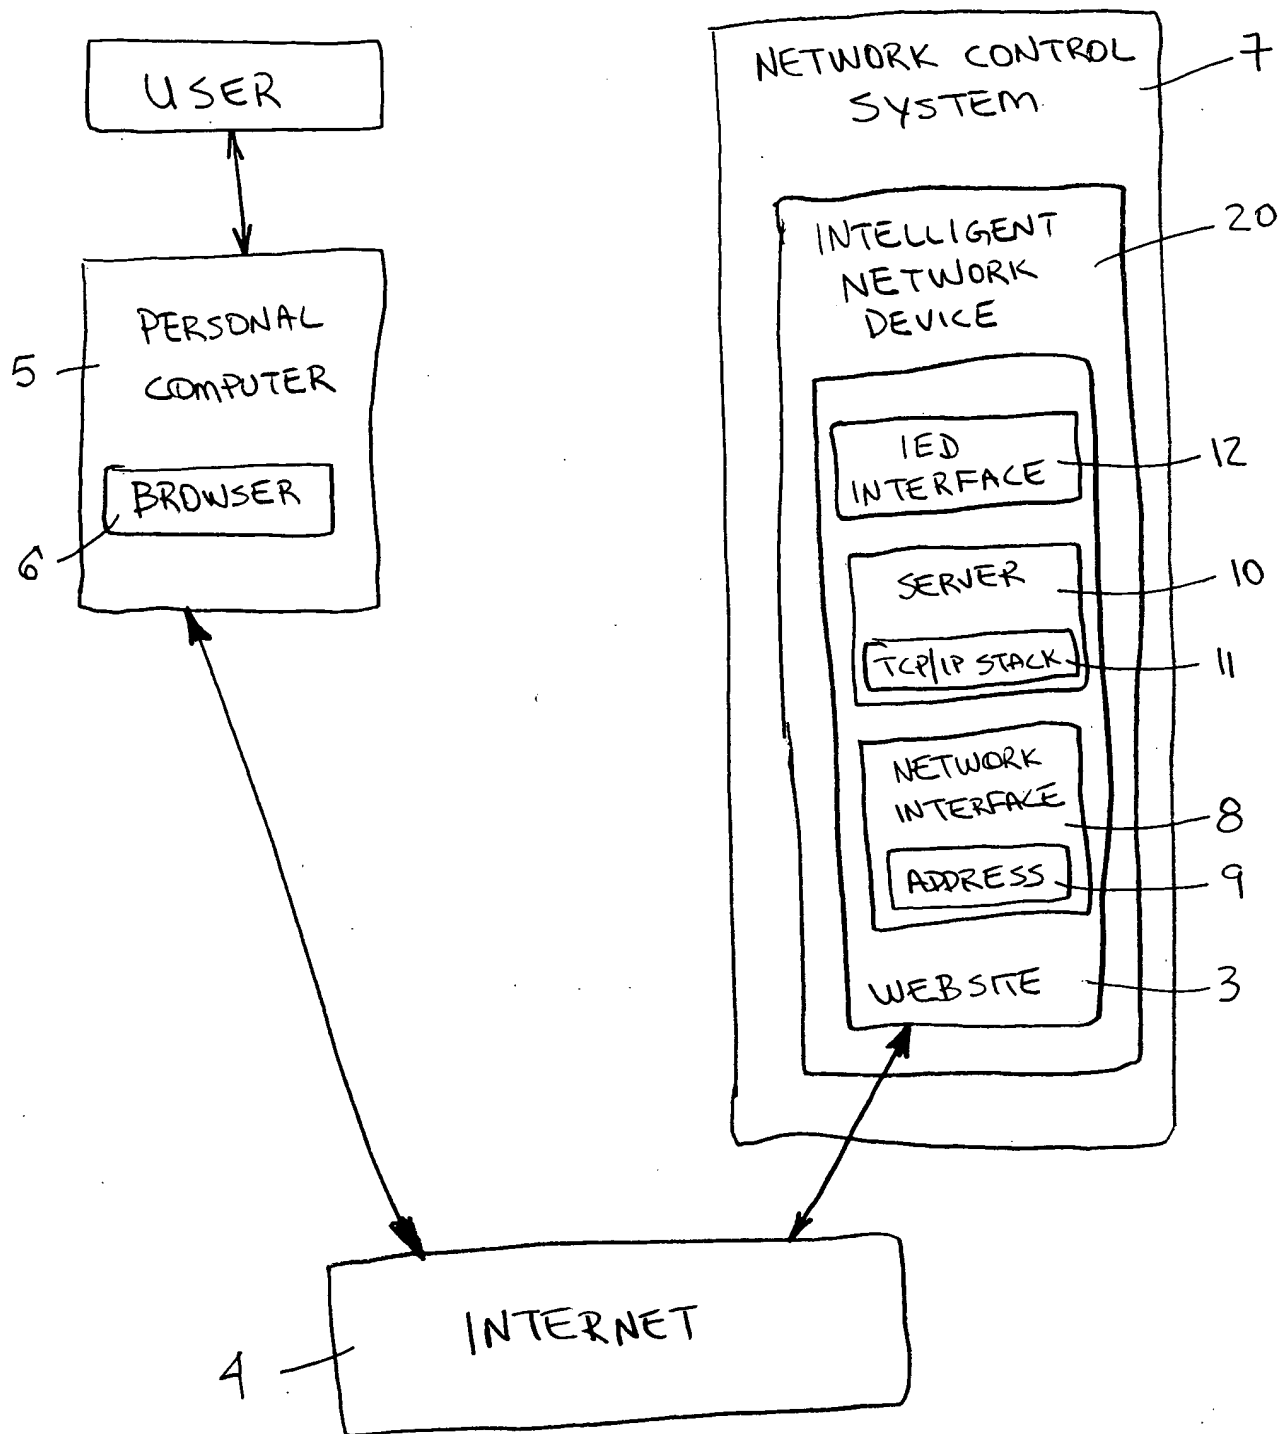 USER
PERSONAL
COMPUTER
5
BROWSER
6
NETWORK CONTROL
SYSTEM
7
INTELLIGENT
NETWORK
DEVICE
20
IED
INTERFACE
12
SERVER
10
TCP/IP STACK
11
NETWORK
INTERFACE
8
ADDRESS
9
WEBSITE
3
INTERNET
4